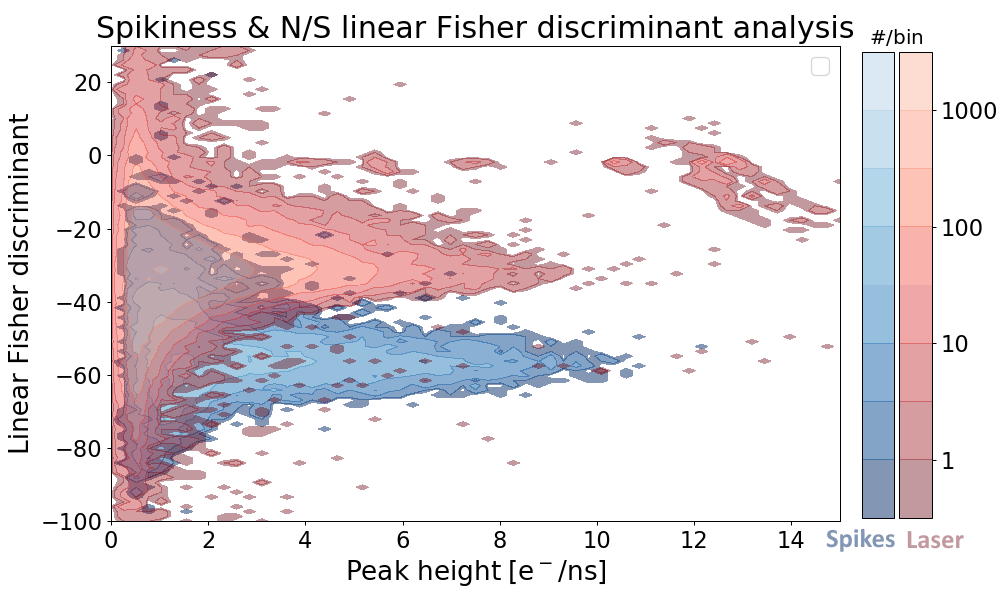 Spikiness & N/S linear Fisher discriminant analysis
#/bin
Linear Fisher discriminant
20
0
−20
−40
−60
−80
−100
0 2 4 6 8 10 12 14
Peak height [e⁻/ns]
1000
100
10
1
Spikes Laser